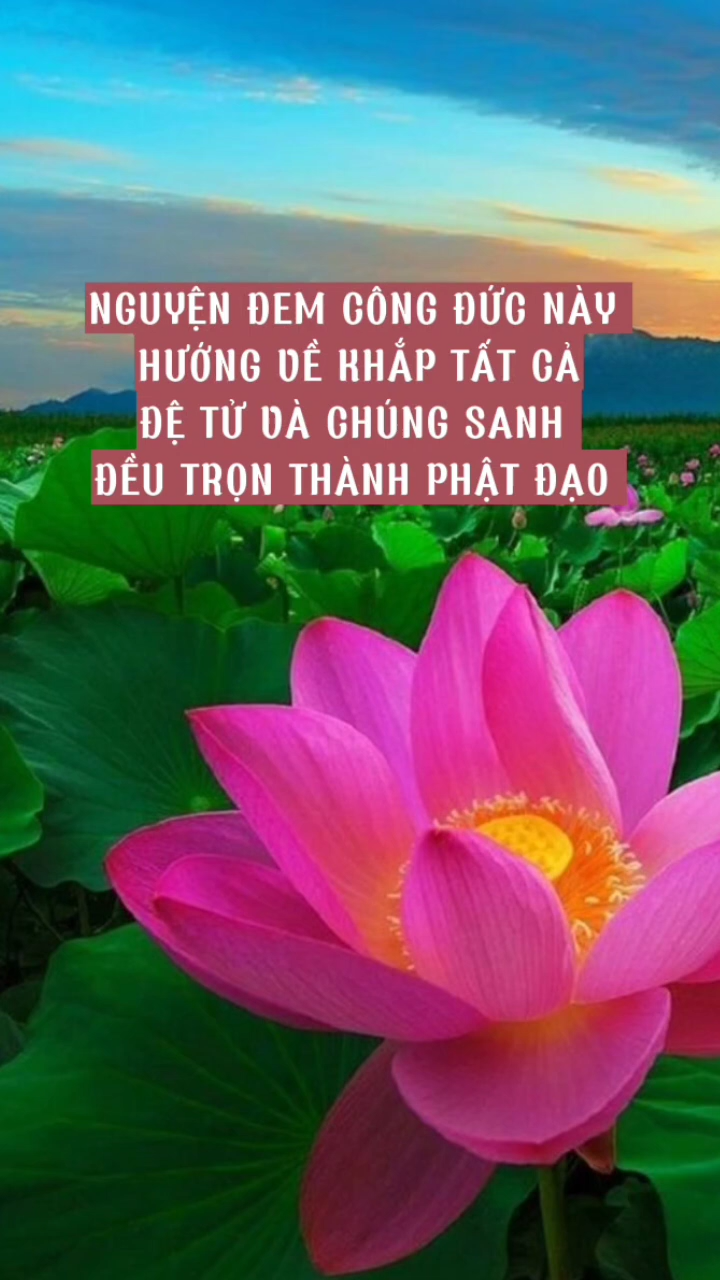 NGUYỆN ĐEM CÔNG ĐỨC NÀY
HƯỚNG VỀ KHẮP TẤT CẢ
ĐỆ TỬ VÀ CHÚNG SANH
ĐỀU TRỌN THÀNH PHẬT ĐẠO